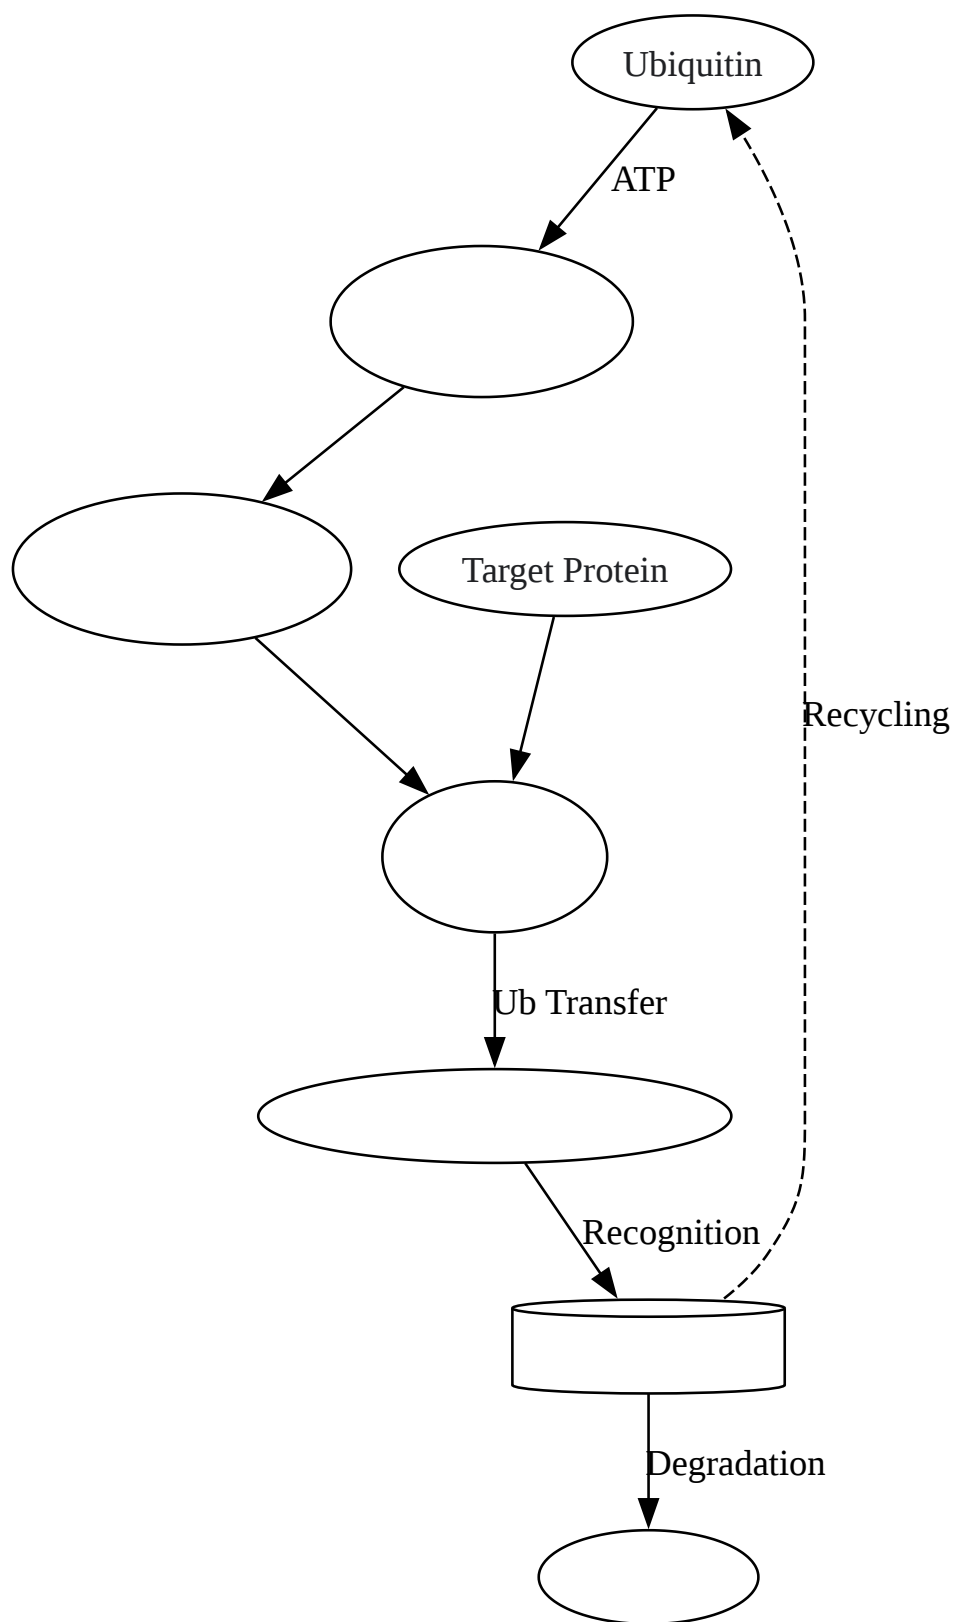 Ubiquitin
ATP
Target Protein
Recycling
Ub Transfer
Recognition
Degradation